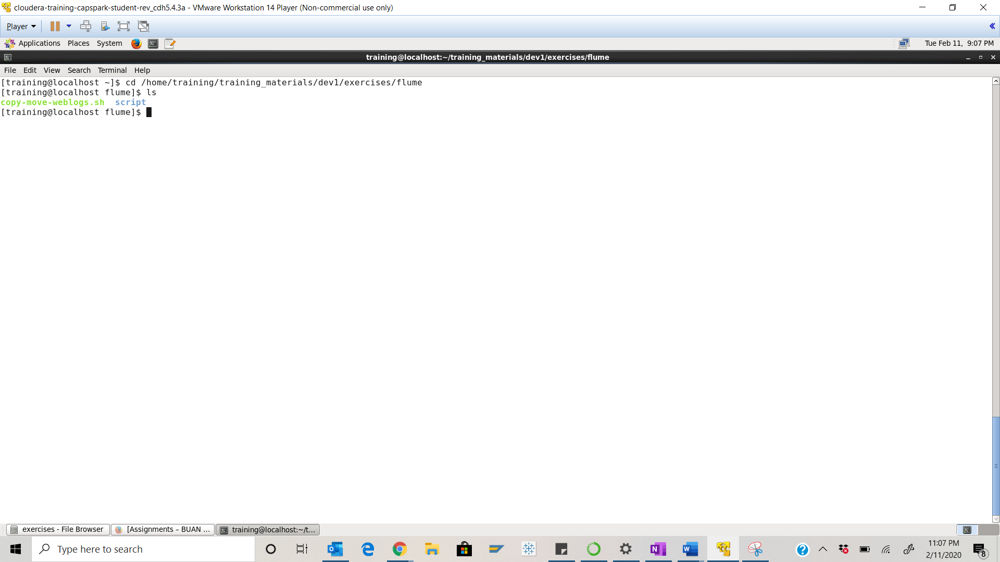 cloudera-training-capspark-student-rev_cdh5.4.3a - VMware Workstation 14 Player (Non-commercial use only)
Player
Applications Places System Tue Feb 11, 9:07 PM
training@localhost:~/training_materials/dev1/exercises/flume
File Edit View Search Terminal Help
[training@localhost ~]$ cd /home/training/training_materials/dev1/exercises/flume
[training@localhost flume]$ ls
copy-move-weblogs.sh script
[training@localhost flume]$
exercises - File Browser [Assignments – BUAN ... training@localhost:~/t...
Type here to search
11:07 PM
2/11/2020
8